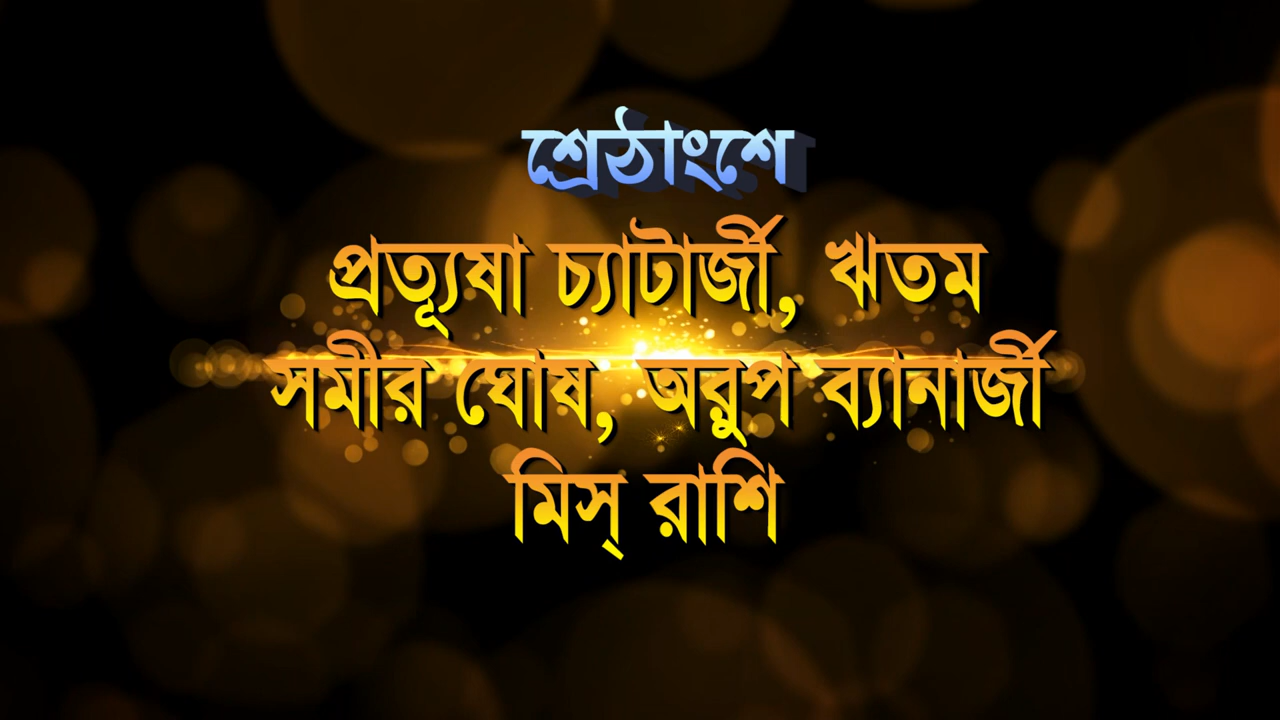 শ্রেঠাংশে
প্রত্যূষা চ্যাটার্জী, ঋতম
সমীর ঘোষ, অরুপ ব্যানার্জী
মিস্ রাশি